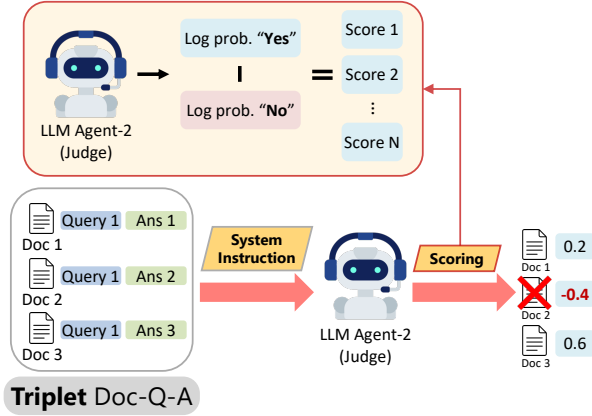 Log prob. “Yes”
Log prob. “No”
=
Score 1
Score 2
⋮
Score N
LLM Agent-2
(Judge)
Query 1 Ans 1
Doc 1
Query 1 Ans 2
Doc 2
Query 1 Ans 3
Doc 3
Triplet Doc-Q-A
System
Instruction
LLM Agent-2
(Judge)
Scoring
Doc 1
0.2
Doc 2
-0.4
Doc 3
0.6